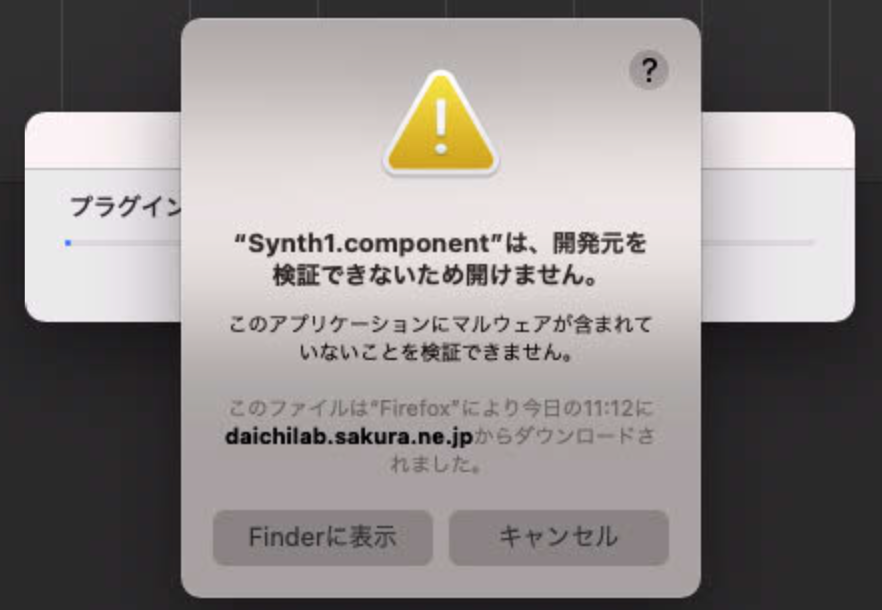 ?
プラグイン
“Synth1.component”は、開発元を
検証できないため開けません。
このアプリケーションにマルウェアが含まれて
いないことを検証できません。
このファイルは“Firefox”により今日の11:12に
daichilab.sakura.ne.jpからダウンロードさ
れました。
Finderに表示
キャンセル